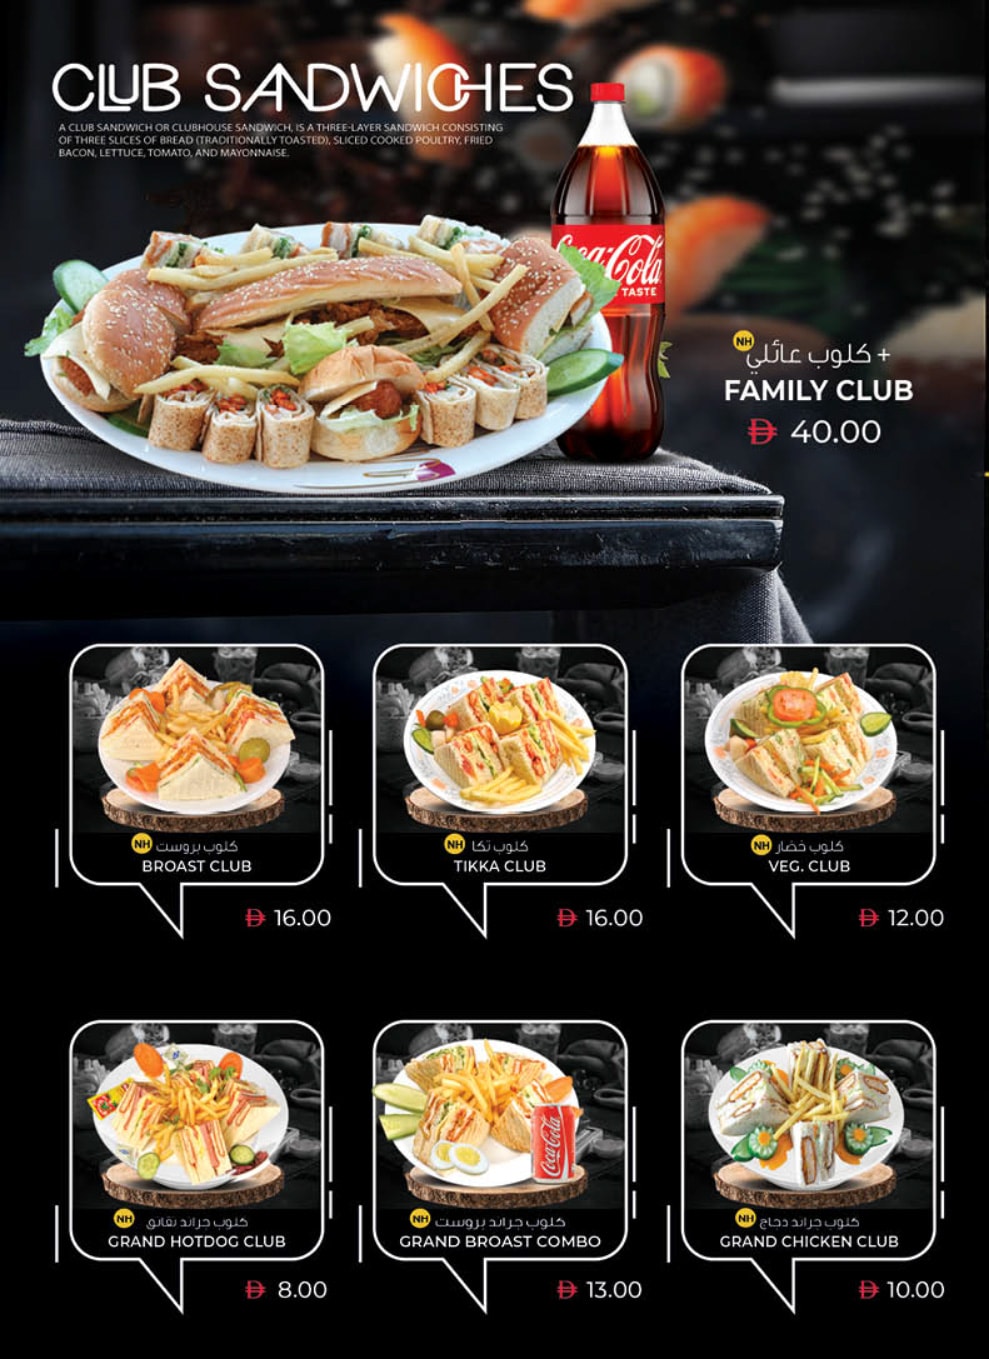 CLUB SANDWICHES
A CLUB SANDWICH OR CLUBHOUSE SANDWICH, IS A THREE-LAYER SANDWICH CONSISTING
OF THREE SLICES OF BREAD (TRADITIONALLY TOASTED), SLICED COOKED POULTRY, FRIED
BACON, LETTUCE, TOMATO, AND MAYONNAISE.
Coca-Cola
TASTE
NH
كلوب عائلي +
FAMILY CLUB
40.00
NH كلوب بروست
BROAST CLUB
16.00
NH كلوب تكا
TIKKA CLUB
16.00
NH كلوب خضار
VEG. CLUB
12.00
NH كلوب جراند نقانق
GRAND HOTDOG CLUB
8.00
Coca-Cola
NH كلوب جراند بروست
GRAND BROAST COMBO
13.00
NH كلوب جراند دجاج
GRAND CHICKEN CLUB
10.00